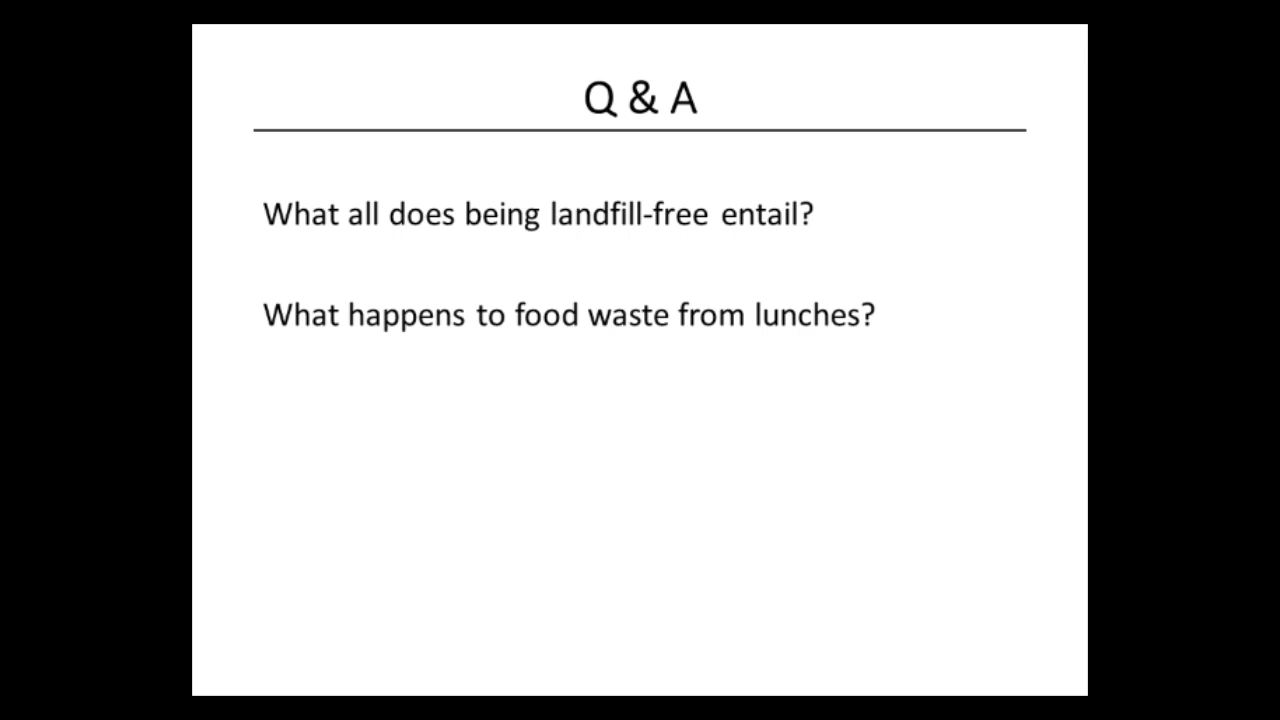 Q & A
What all does being landfill-free entail?
What happens to food waste from lunches?